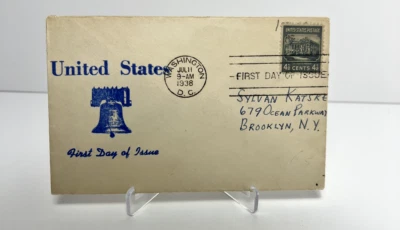 UNITED STATES POSTAGE
4½ CENTS 4½
WASHINGTON
JUL 11
9-AM
1938
D.C.
FIRST DAY OF ISSUE
United States
First Day of Issue
SYLVAN
679 OCEAN PARKWAY
BROOKLYN, N.Y.